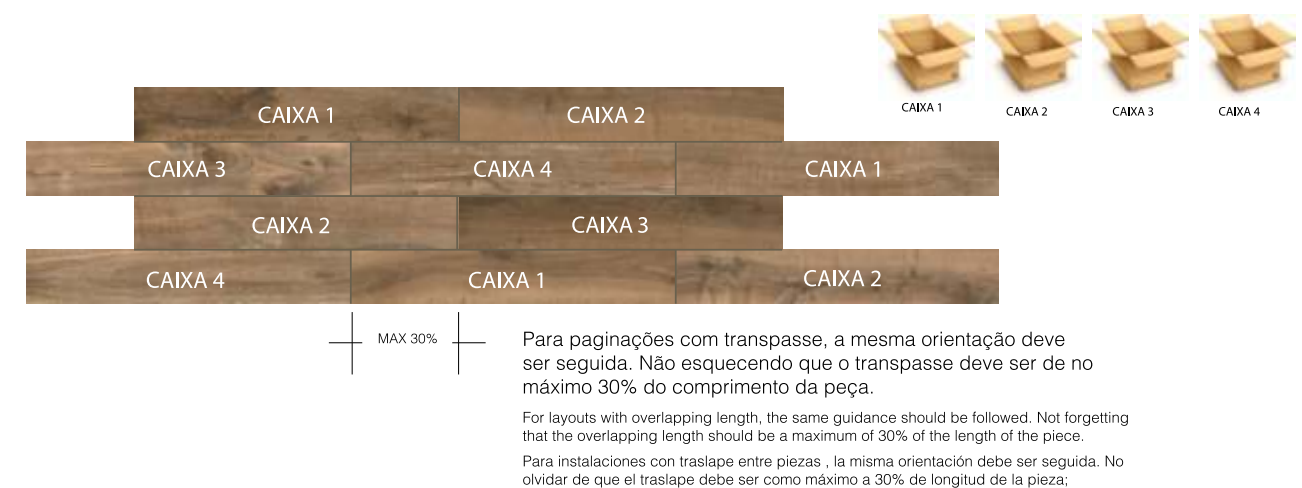 CAIXA 1
CAIXA 2
CAIXA 3
CAIXA 4
CAIXA 1
CAIXA 2
CAIXA 3
CAIXA 4
CAIXA 1
CAIXA 2
CAIXA 3
CAIXA 4
CAIXA 1
CAIXA 2
MAX 30%
Para paginações com transpasse, a mesma orientação deve
ser seguida. Não esquecendo que o transpasse deve ser de no
máximo 30% do comprimento da peça.
For layouts with overlapping length, the same guidance should be followed. Not forgetting
that the overlapping length should be a maximum of 30% of the length of the piece.
Para instalaciones con traslape entre piezas , la misma orientación debe ser seguida. No
olvidar de que el traslape debe ser como máximo a 30% de longitud de la pieza;